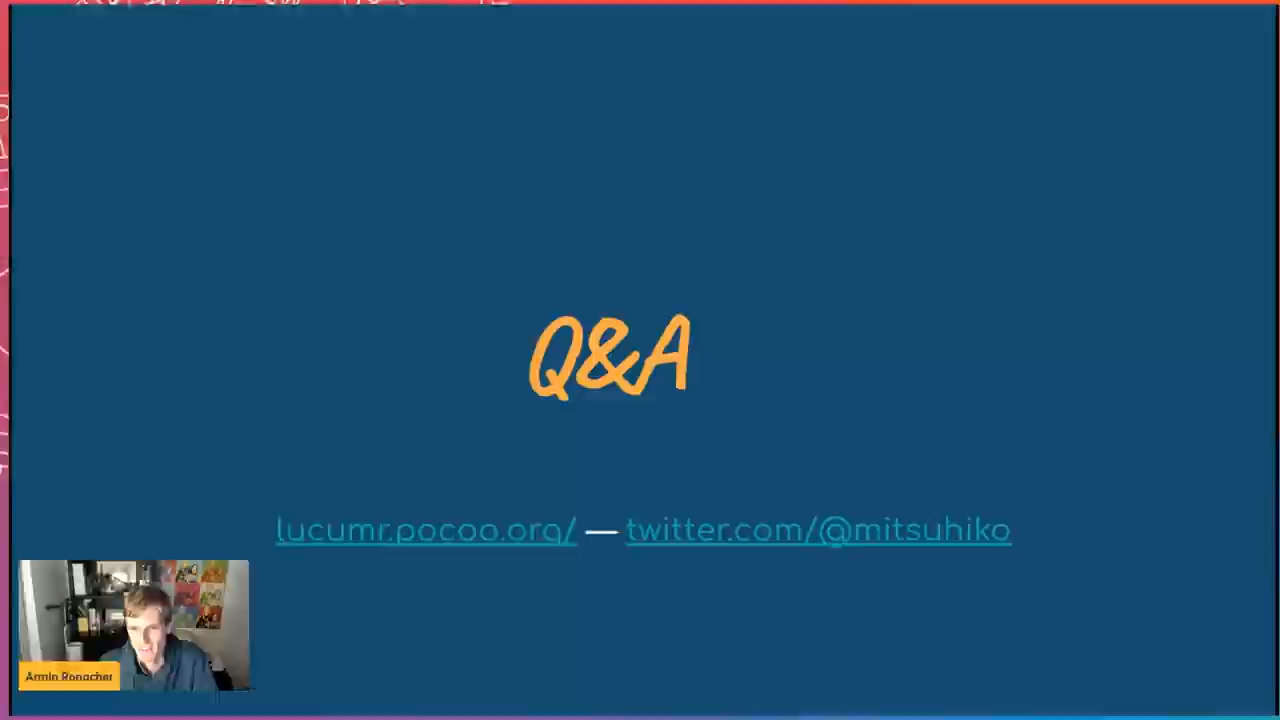 Q&A
lucumr.pocoo.org/ — twitter.com/@mitsuhiko
Armin Ronacher